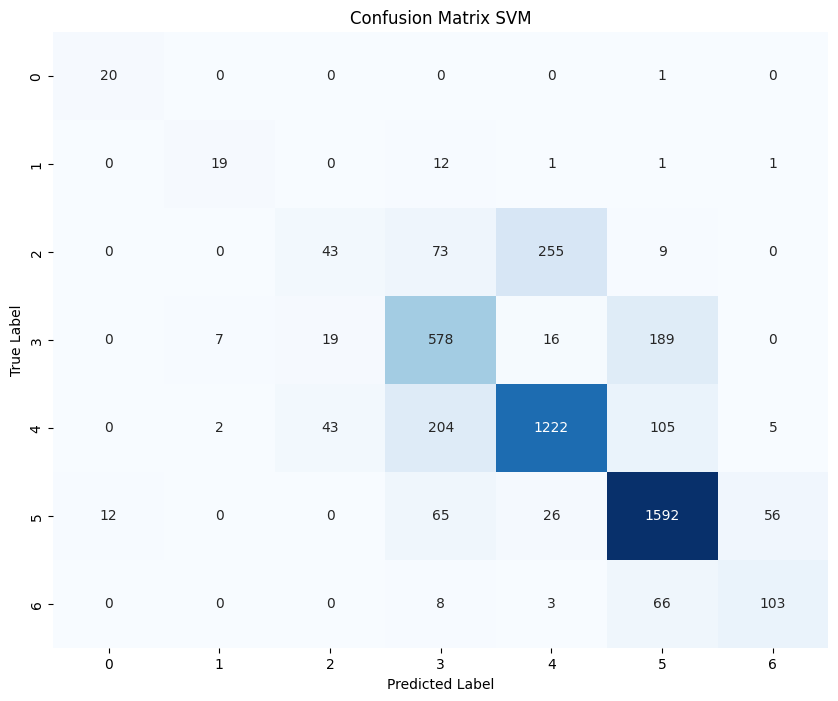 Confusion Matrix SVM
0 20 0 0 0 0 1 0
1 0 19 0 12 1 1 1
2 0 0 43 73 255 9 0
3 0 7 19 578 16 189 0
4 0 2 43 204 1222 105 5
5 12 0 0 65 26 1592 56
6 0 0 0 8 3 66 103
0 1 2 3 4 5 6
True Label
Predicted Label